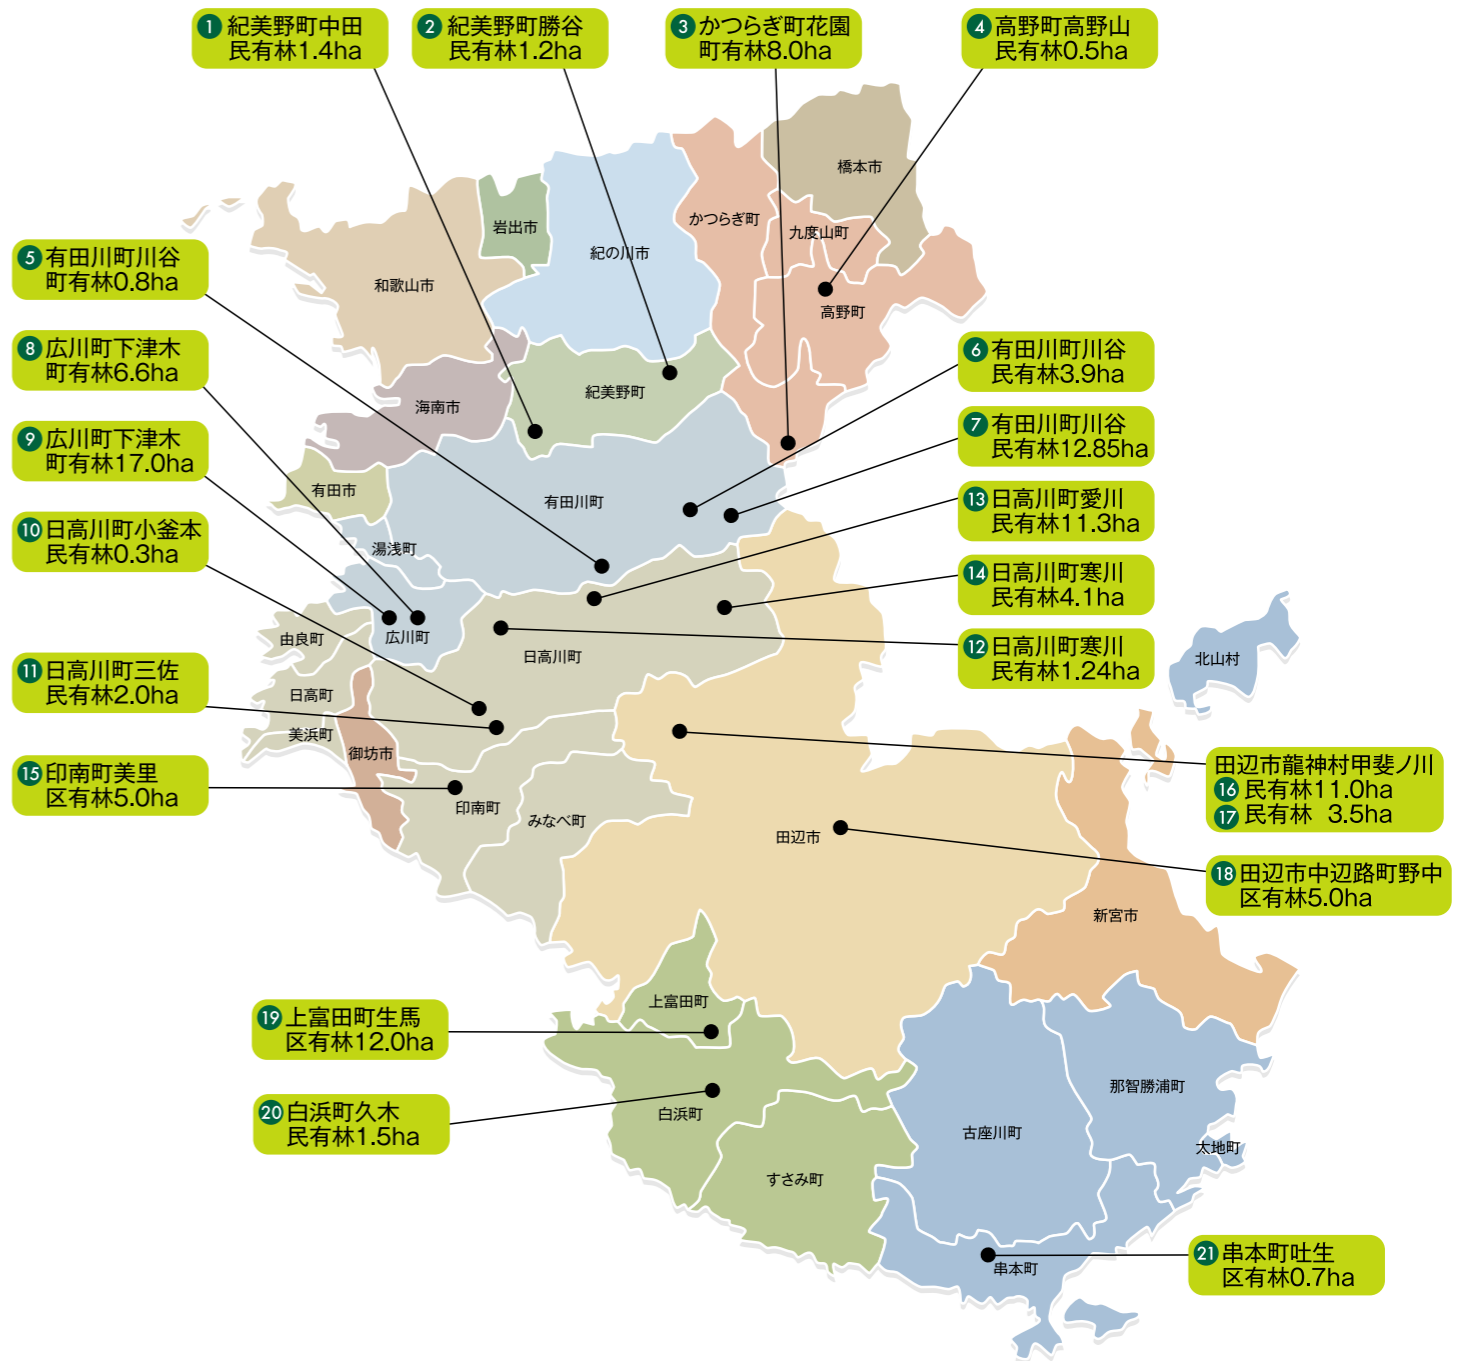 1 紀美野町中田
民有林1.4ha
2 紀美野町勝谷
民有林1.2ha
3 かつらぎ町花園
町有林8.0ha
4 高野町高野山
民有林0.5ha
橋本市
かつらぎ町
岩出市
九度山町
紀の川市
和歌山市
高野町
5 有田川町川谷
町有林0.8ha
8 広川町下津木
町有林6.6ha
6 有田川町川谷
民有林3.9ha
紀美野町
海南市
9 広川町下津木
町有林17.0ha
7 有田川町川谷
民有林12.85ha
有田市
有田川町
13 日高川町愛川
民有林11.3ha
10 日高川町小釜本
民有林0.3ha
湯浅町
14 日高川町寒川
民有林4.1ha
由良町
広川町
日高川町
12 日高川町寒川
民有林1.24ha
北山村
11 日高川町三佐
民有林2.0ha
日高町
美浜町
御坊市
15 印南町美里
区有林5.0ha
印南町
みなべ町
田辺市
田辺市龍神村甲斐ノ川
16 民有林11.0ha
17 民有林 3.5ha
18 田辺市中辺路町野中
区有林5.0ha
新宮市
上富田町
19 上富田町生馬
区有林12.0ha
那智勝浦町
20 白浜町久木
民有林1.5ha
白浜町
古座川町
太地町
すさみ町
21 串本町吐生
区有林0.7ha
串本町